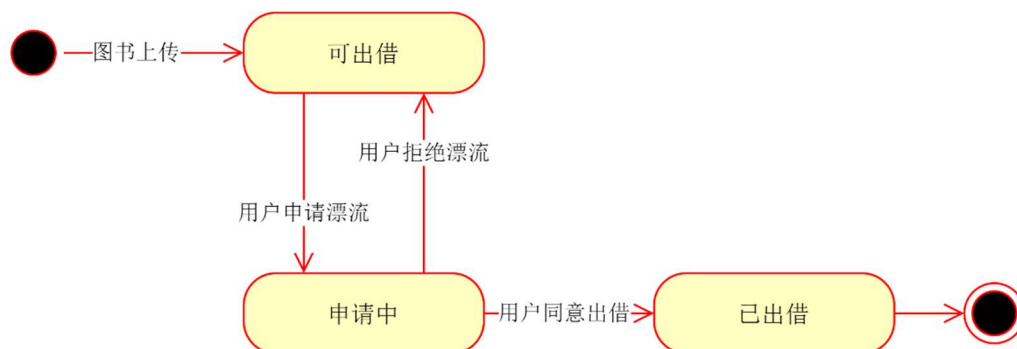 图书上传
可出借
用户拒绝漂流
用户申请漂流
申请中
用户同意出借
已出借